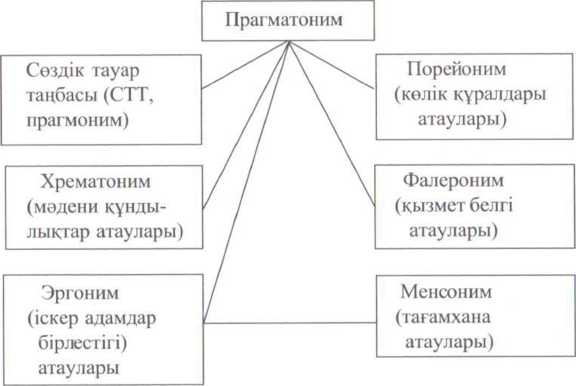 Прагматоним
Сөздік тауар
таңбасы (СТТ,
прагмоним)
Порейоним
(көлік құралдары
атаулары)
Хрематоним
(мәдени құнды-
лықтар атаулары)
Фалероним
(қызмет белгі
атаулары)
Эргоним
(іскер адамдар
бірлестігі)
атаулары
Менсоним
(тағамхана
атаулары)